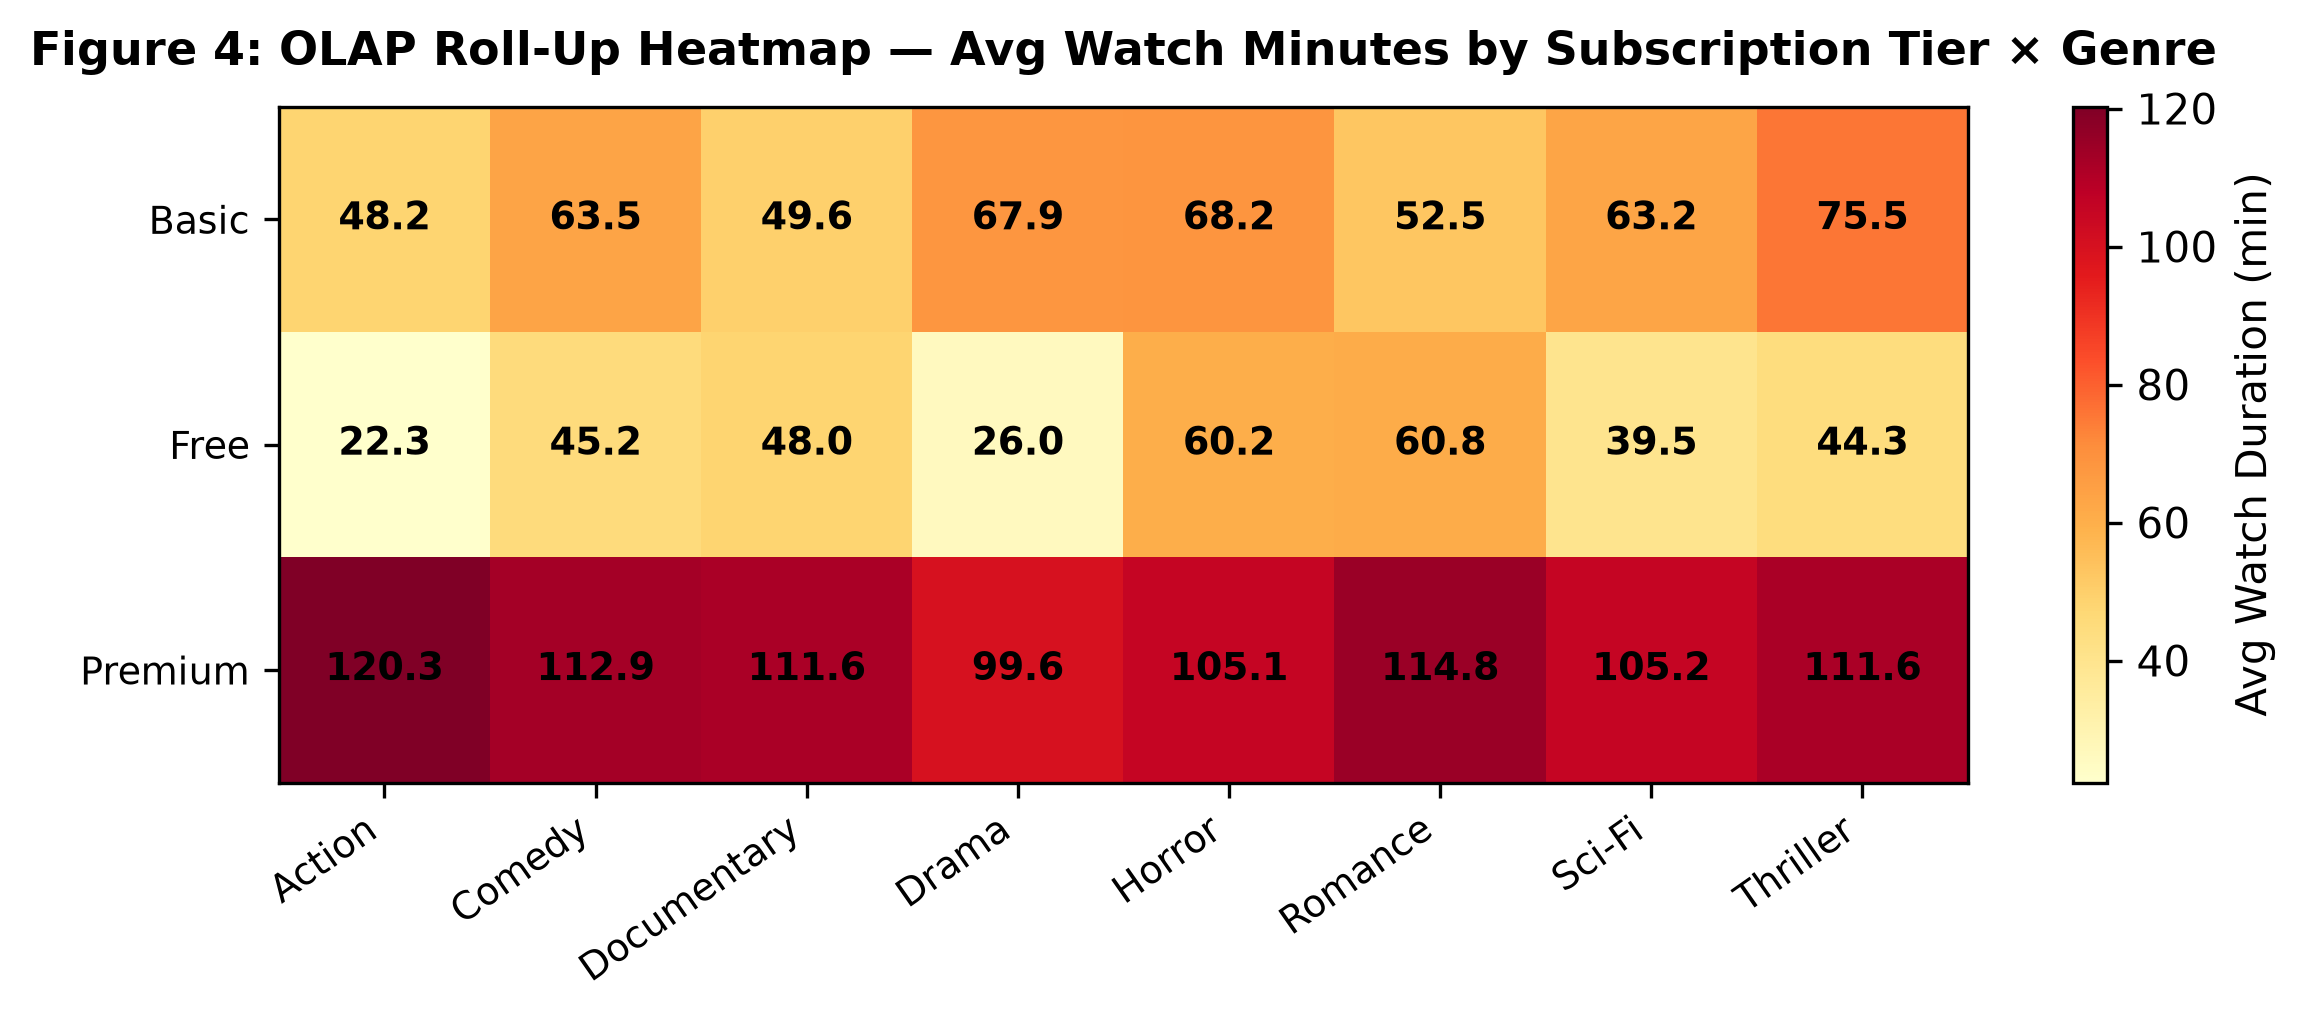 Figure 4: OLAP Roll-Up Heatmap — Avg Watch Minutes by Subscription Tier × Genre
Basic 48.2 63.5 49.6 67.9 68.2 52.5 63.2 75.5
Free 22.3 45.2 48.0 26.0 60.2 60.8 39.5 44.3
Premium 120.3 112.9 111.6 99.6 105.1 114.8 105.2 111.6
Action Comedy Documentary Drama Horror Romance Sci-Fi Thriller
120
100
80
60
40
Avg Watch Duration (min)